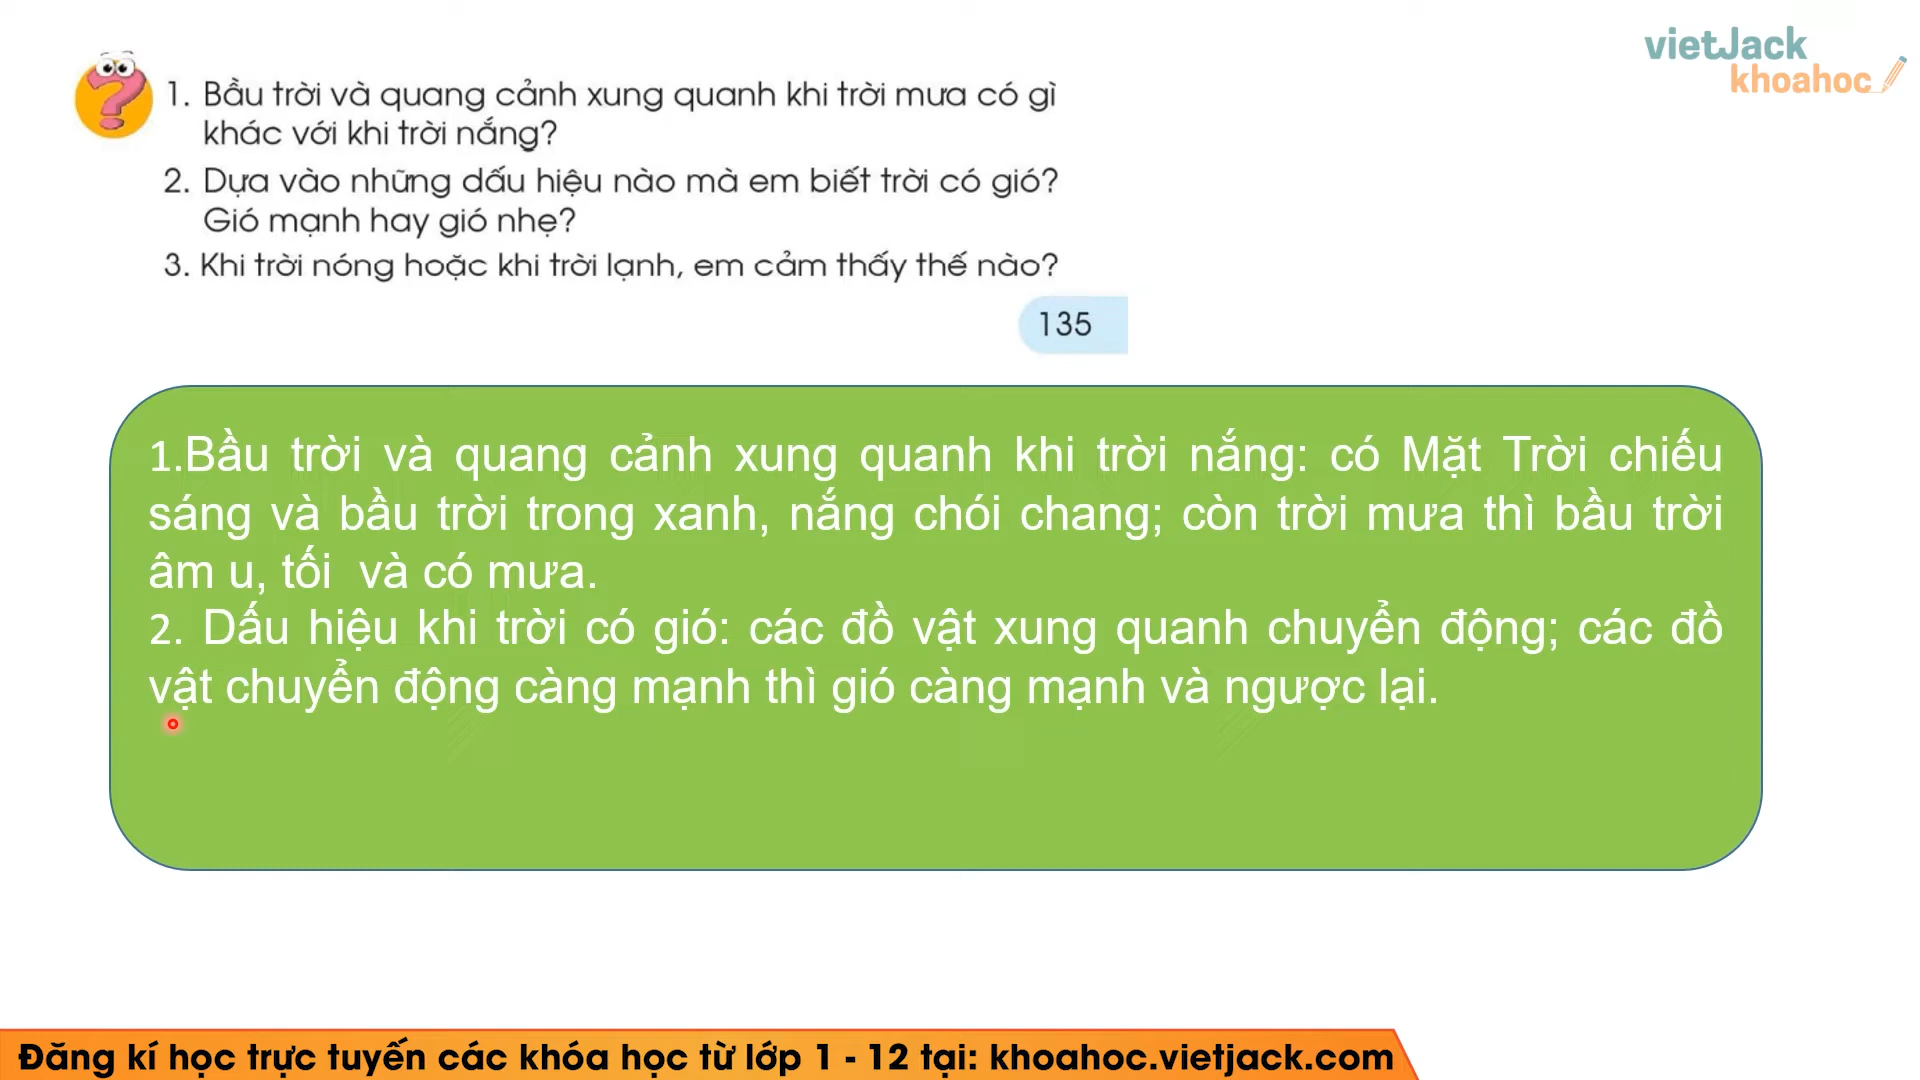 vietJack
khoahoc
1. Bầu trời và quang cảnh xung quanh khi trời mưa có gì
khác với khi trời nắng?
2. Dựa vào những dấu hiệu nào mà em biết trời có gió?
Gió mạnh hay gió nhẹ?
3. Khi trời nóng hoặc khi trời lạnh, em cảm thấy thế nào?
135
1.Bầu trời và quang cảnh xung quanh khi trời nắng: có Mặt Trời chiếu
sáng và bầu trời trong xanh, nắng chói chang; còn trời mưa thì bầu trời
âm u, tối và có mưa.
2. Dấu hiệu khi trời có gió: các đồ vật xung quanh chuyển động; các đồ
vật chuyển động càng mạnh thì gió càng mạnh và ngược lại.
Đăng kí học trực tuyến các khóa học từ lớp 1 - 12 tại: khoahoc.vietjack.com